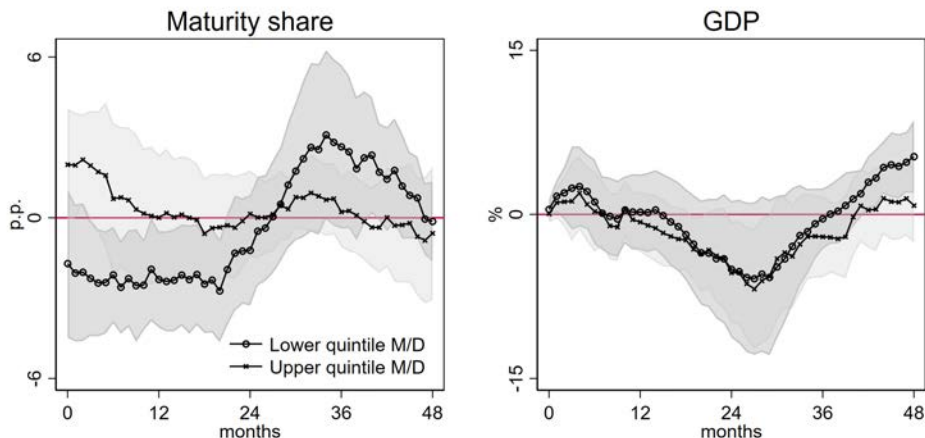 Maturity share
GDP
6
0
-6
p.p.
0 12 24 36 48
months
Lower quintile M/D
Upper quintile M/D
15
0
-15
%
0 12 24 36 48
months